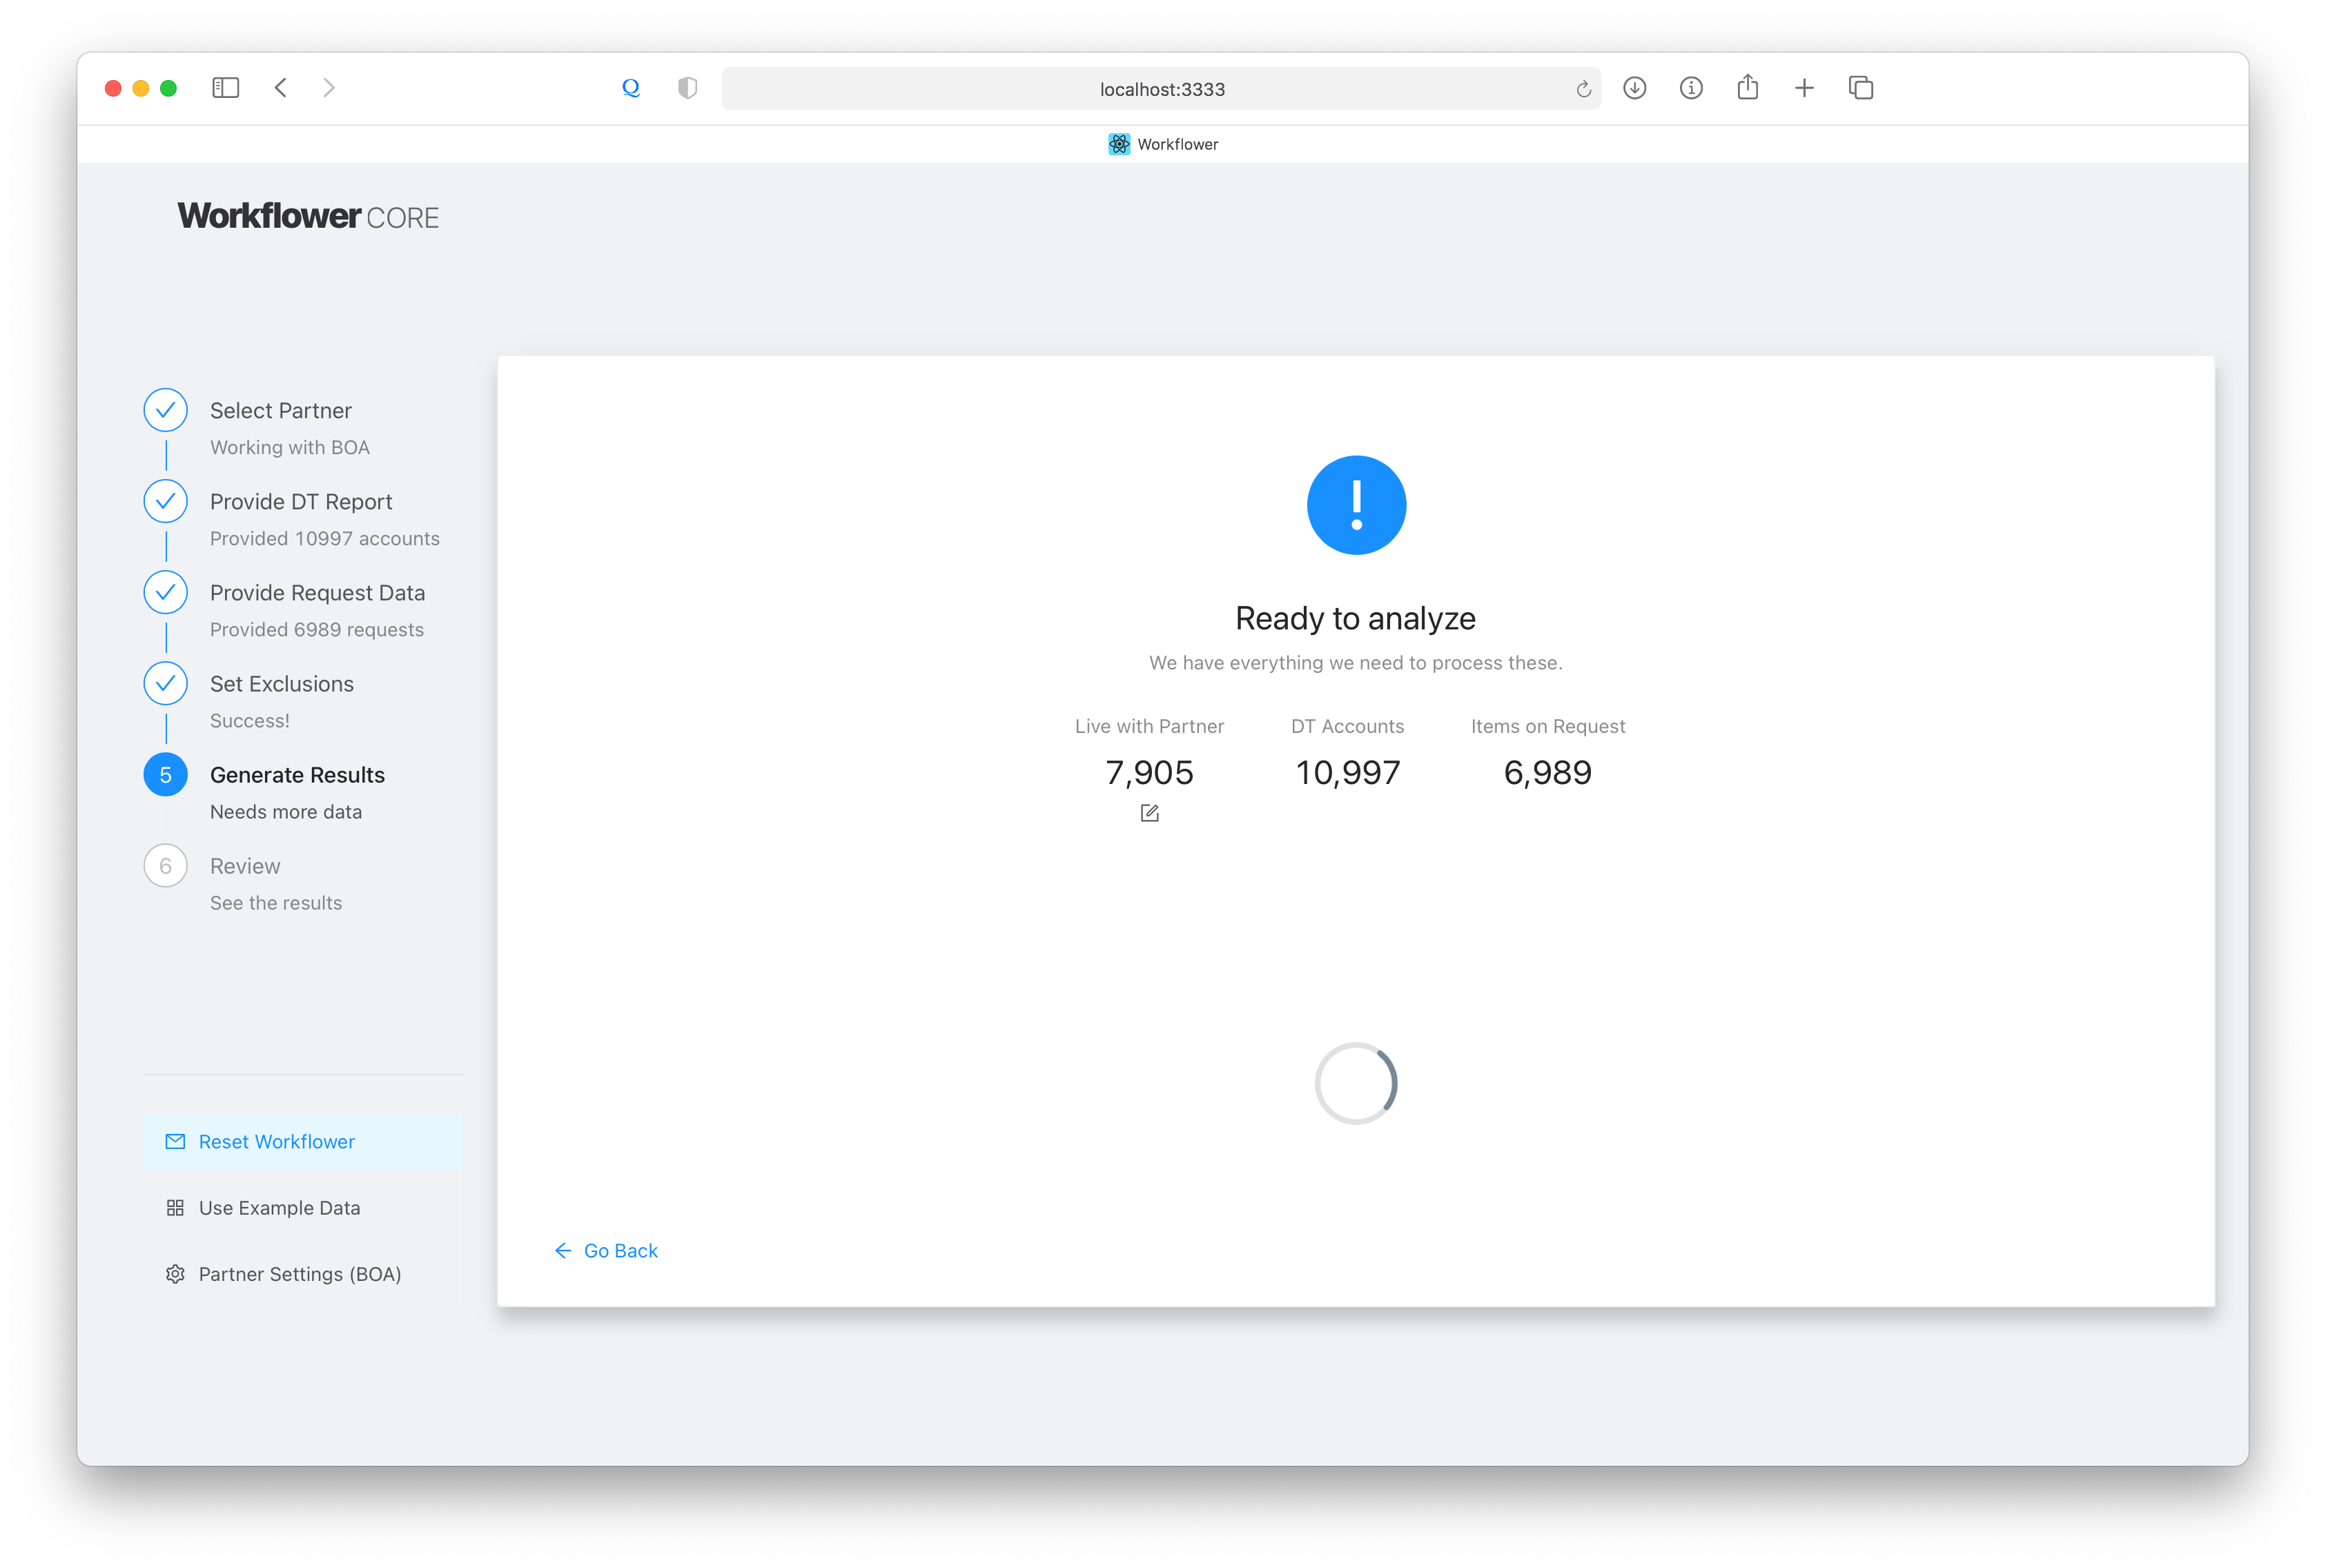 localhost:3333
Workflower
Workflower CORE
Select Partner
Working with BOA
Provide DT Report
Provided 10997 accounts
Provide Request Data
Provided 6989 requests
Set Exclusions
Success!
5 Generate Results
Needs more data
6 Review
See the results
Reset Workflower
Use Example Data
Partner Settings (BOA)
Ready to analyze
We have everything we need to process these.
Live with Partner DT Accounts Items on Request
7,905 10,997 6,989
Go Back